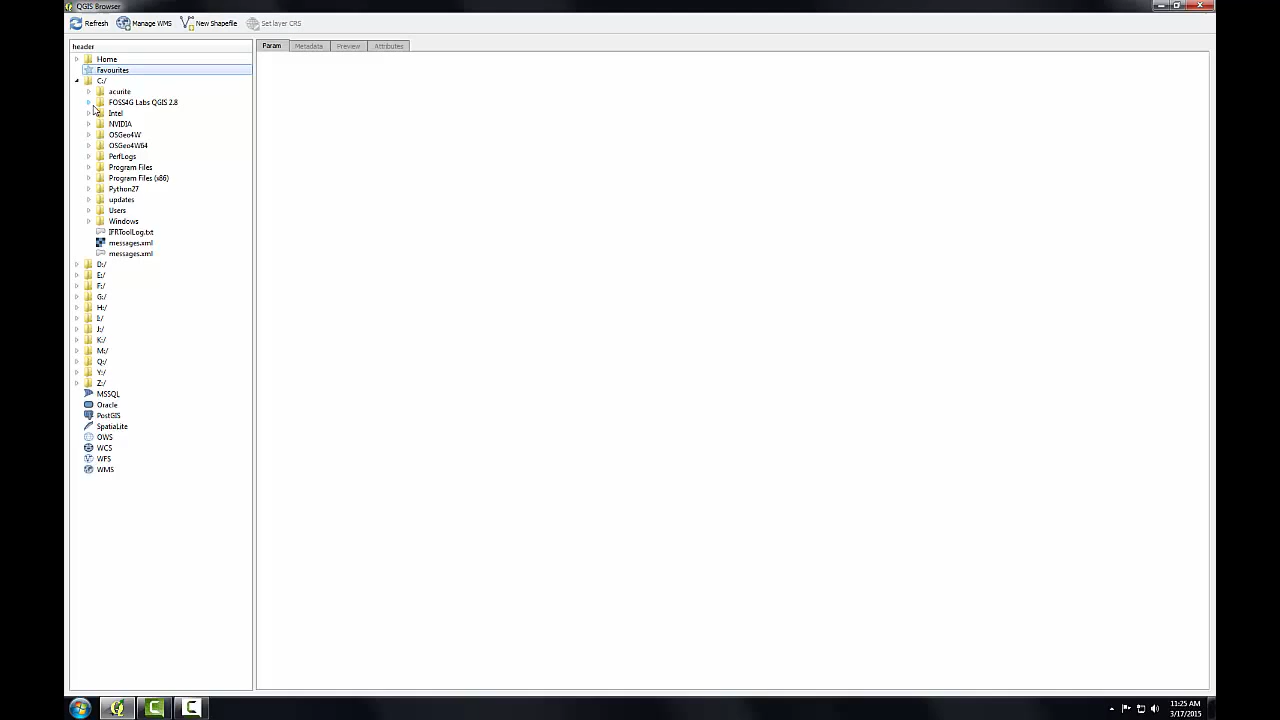 QGIS Browser
Refresh Manage WMS New Shapefile Set layer CRS
header
Param Metadata Preview Attributes
Home
Favourites
C:/
acurite
FOSS4G Labs QGIS 2.8
Intel
NVIDIA
OSGeo4W
OSGeo4W64
PerfLogs
Program Files
Program Files (x86)
Python27
updates
Users
Windows
IFRToolLog.txt
messages.xml
messages.xml
D:/
E:/
F:/
G:/
H:/
I:/
J:/
K:/
M:/
Q:/
Y:/
Z:/
MSSQL
Oracle
PostGIS
SpatiaLite
OWS
WCS
WFS
WMS
11:25 AM
3/17/2015